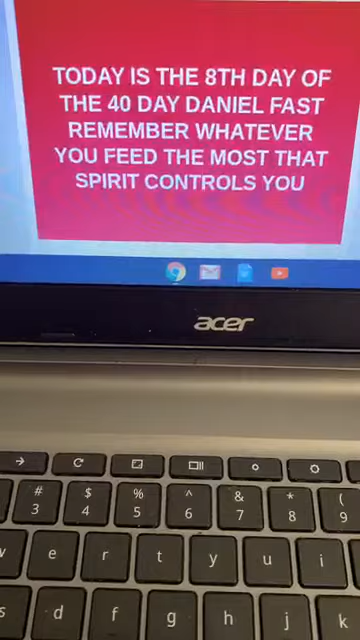 TODAY IS THE 8TH DAY OF
THE 40 DAY DANIEL FAST
REMEMBER WHATEVER
YOU FEED THE MOST THAT
SPIRIT CONTROLS YOU
acer
# $ % ^ & * (
3 4 5 6 7 8 9
w e r t y u i
s d f g h j k